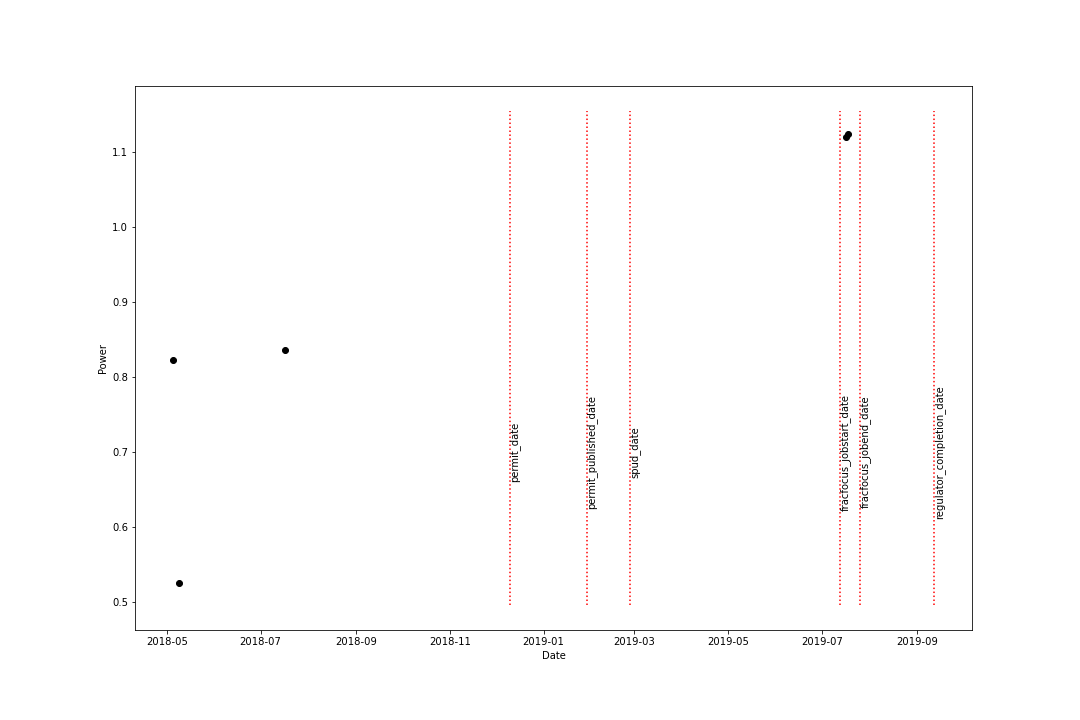 1.1
1.0
0.9
0.8
0.7
0.6
0.5
Power
permit_date
permit_published_date
spud_date
fracfocus_jobstart_date
fracfocus_jobend_date
regulator_completion_date
2018-05
2018-07
2018-09
2018-11
2019-01
2019-03
2019-05
2019-07
2019-09
Date